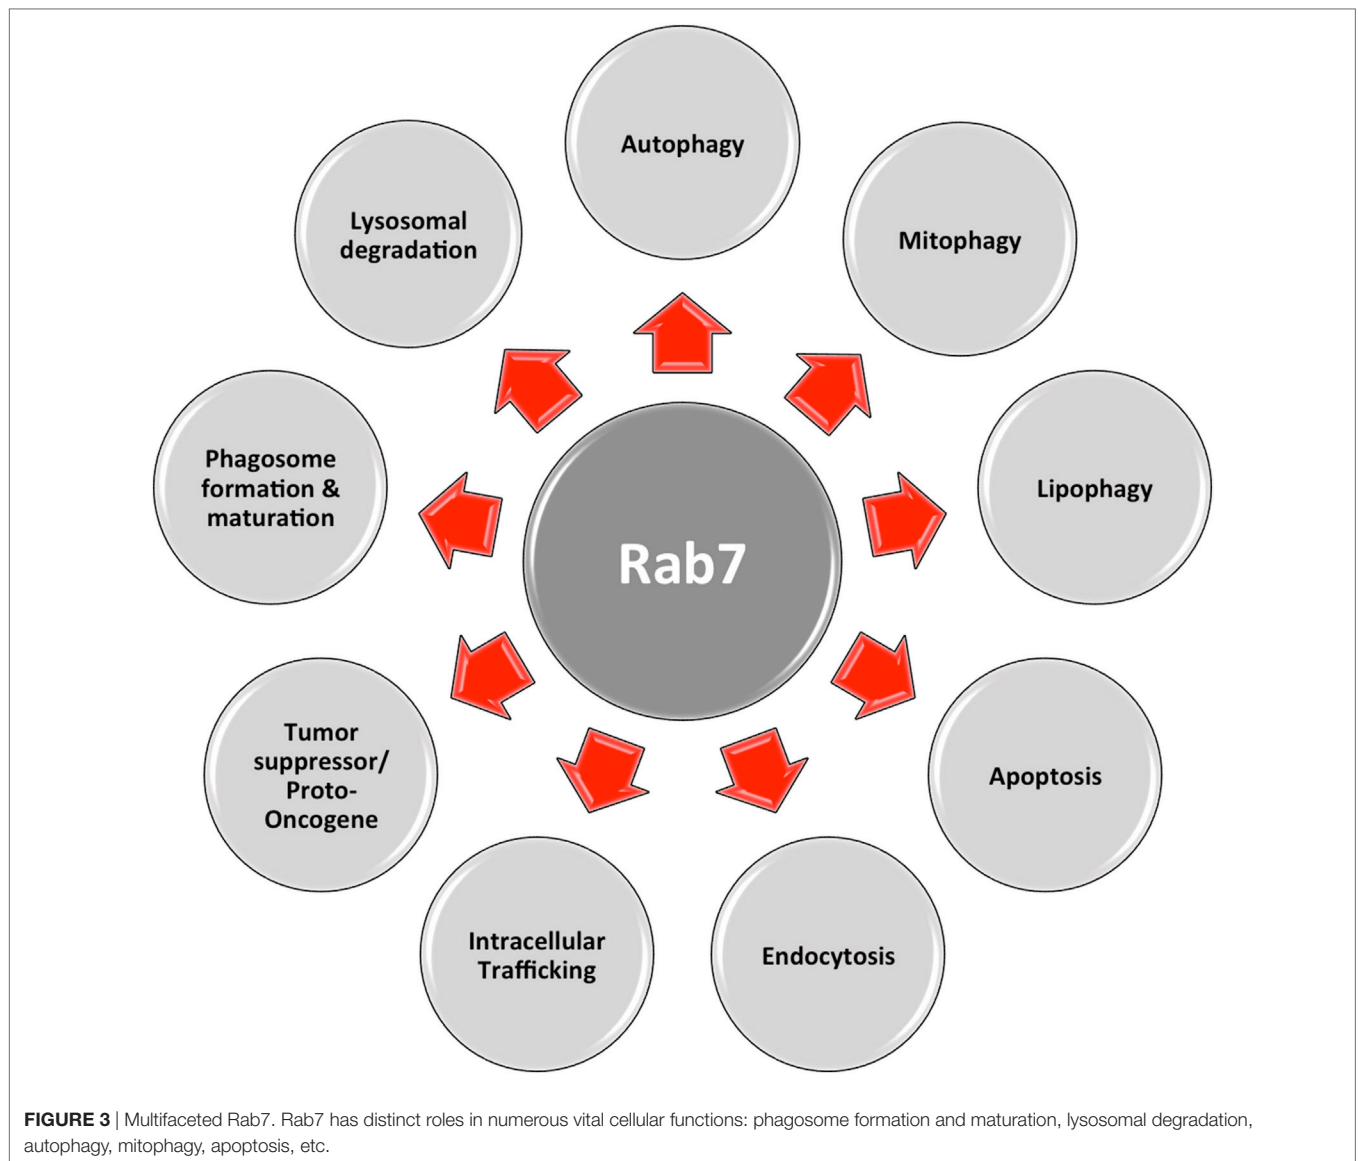 Autophagy
Mitophagy
Lipophagy
Apoptosis
Endocytosis
Intracellular
Trafficking
Tumor
suppressor/
Proto-
Oncogene
Phagosome
formation &
maturation
Lysosomal
degradation
Rab7
FIGURE 3 | Multifaceted Rab7. Rab7 has distinct roles in numerous vital cellular functions: phagosome formation and maturation, lysosomal degradation,
autophagy, mitophagy, apoptosis, etc.